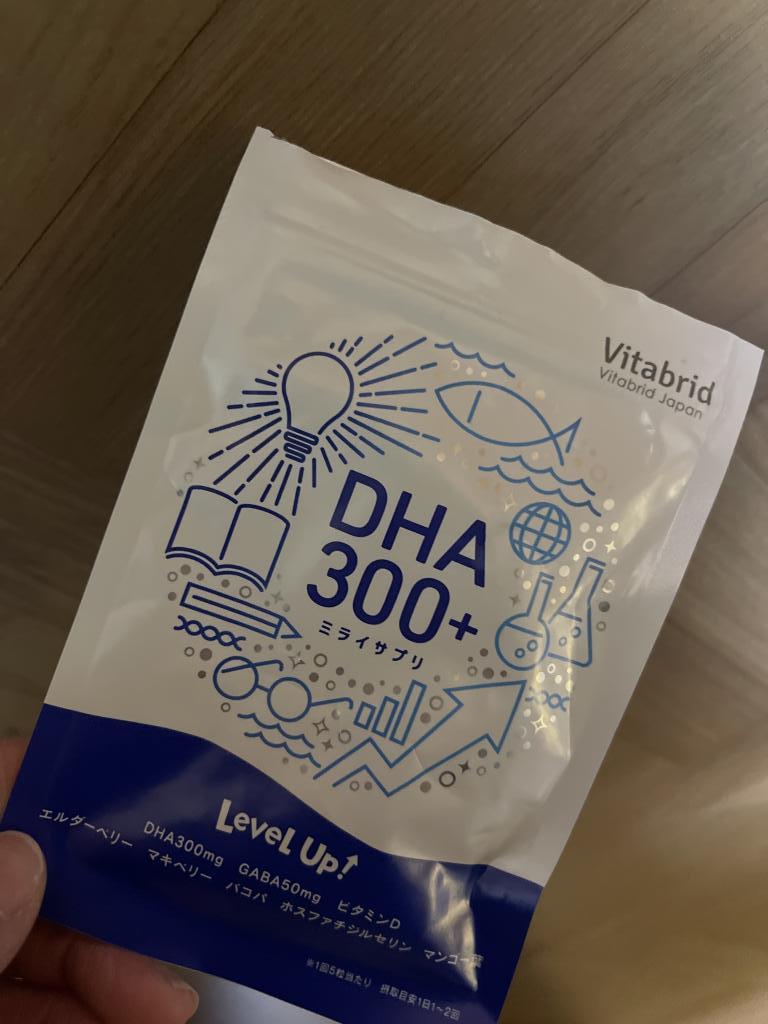 Vitabrid
Vitabrid Japan
DHA
300+
ミライサプリ
Level Up!
DHA300mg GABA50mg ビタミンD
エルダーベリー マキベリー バコパ ホスファチジルセリン マンゴー葉
※1回5粒当たり 摂取目安1日1~2回